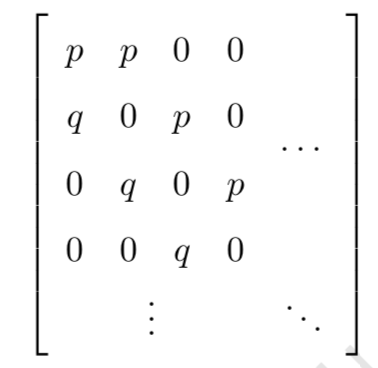 p p 0 0
q 0 p 0 ⋯
0 q 0 p
0 0 q 0
⋮ ⋱